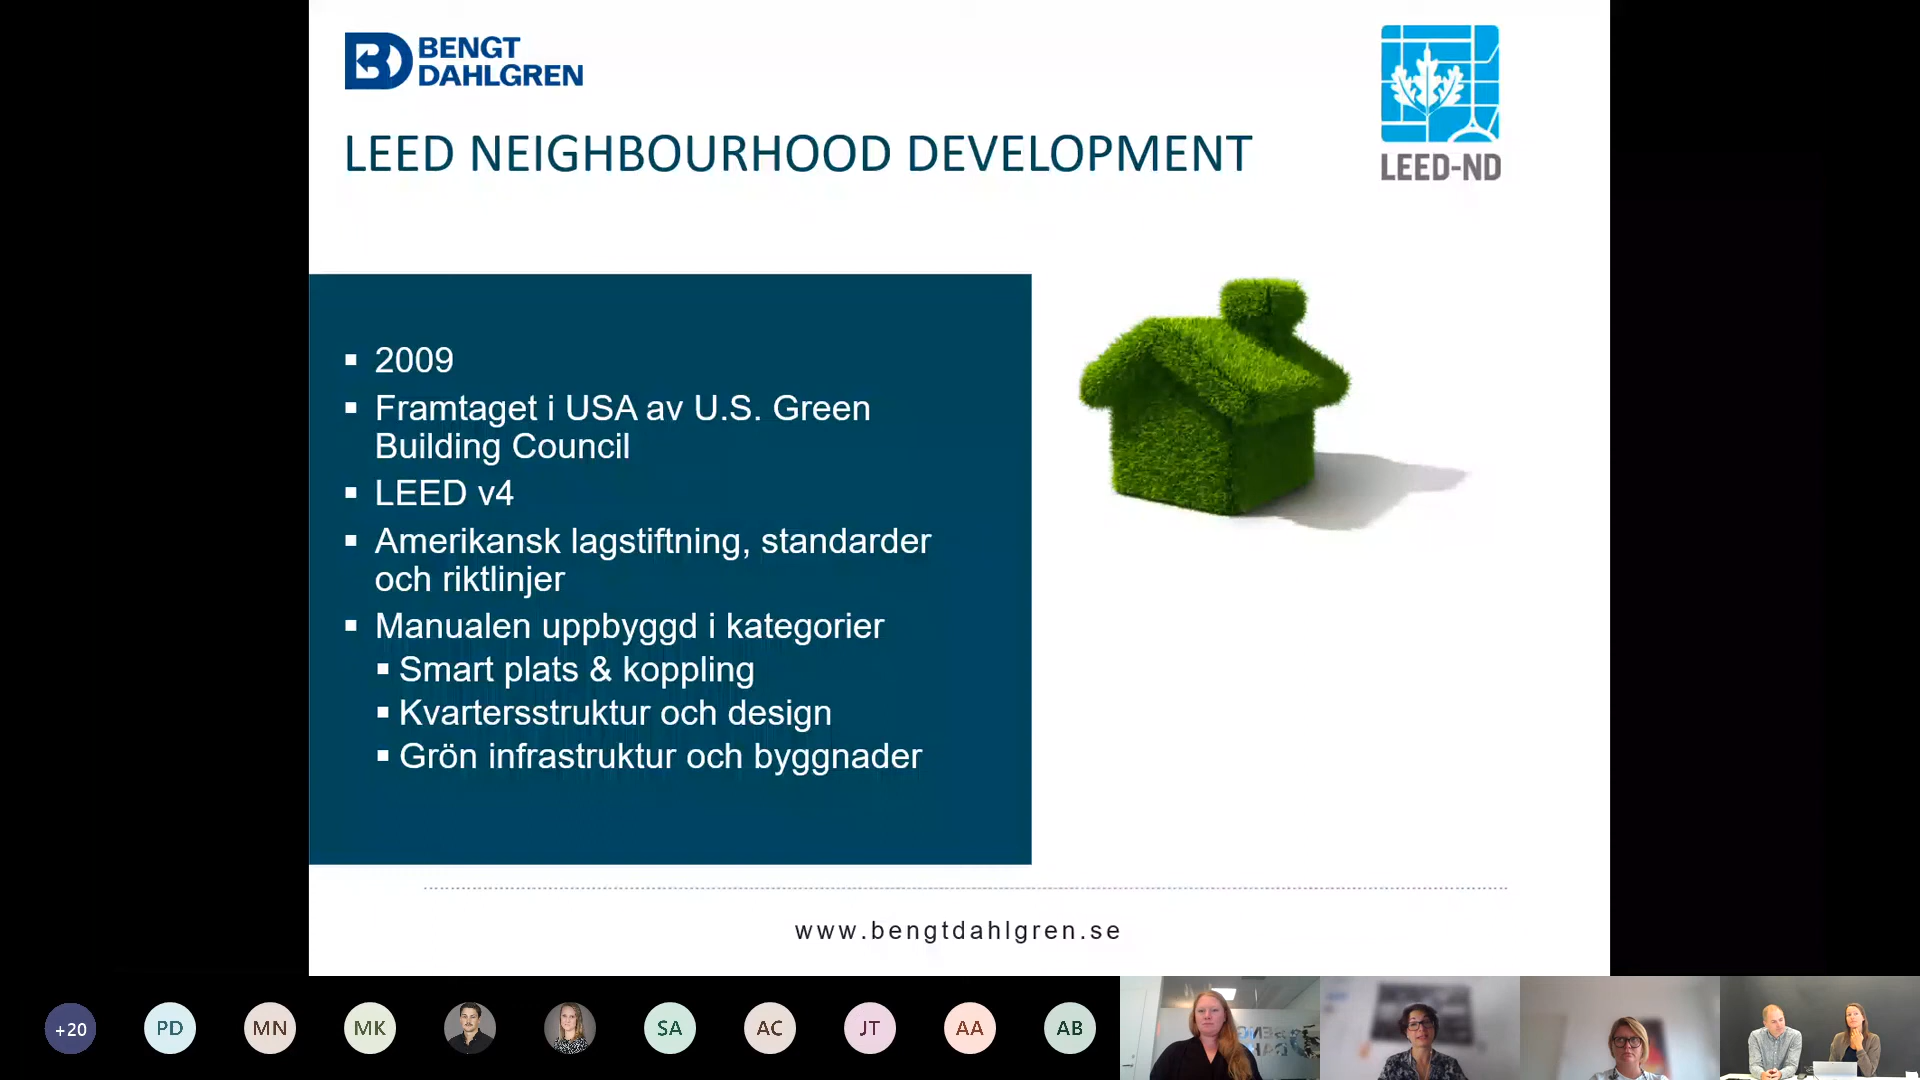 BENGT
DAHLGREN
LEED-ND
LEED NEIGHBOURHOOD DEVELOPMENT
▪ 2009
▪ Framtaget i USA av U.S. Green
Building Council
▪ LEED v4
▪ Amerikansk lagstiftning, standarder
och riktlinjer
▪ Manualen uppbyggd i kategorier
▪ Smart plats & koppling
▪ Kvartersstruktur och design
▪ Grön infrastruktur och byggnader
www.bengtdahlgren.se
+20
PD
MN
MK
SA
AC
JT
AA
AB